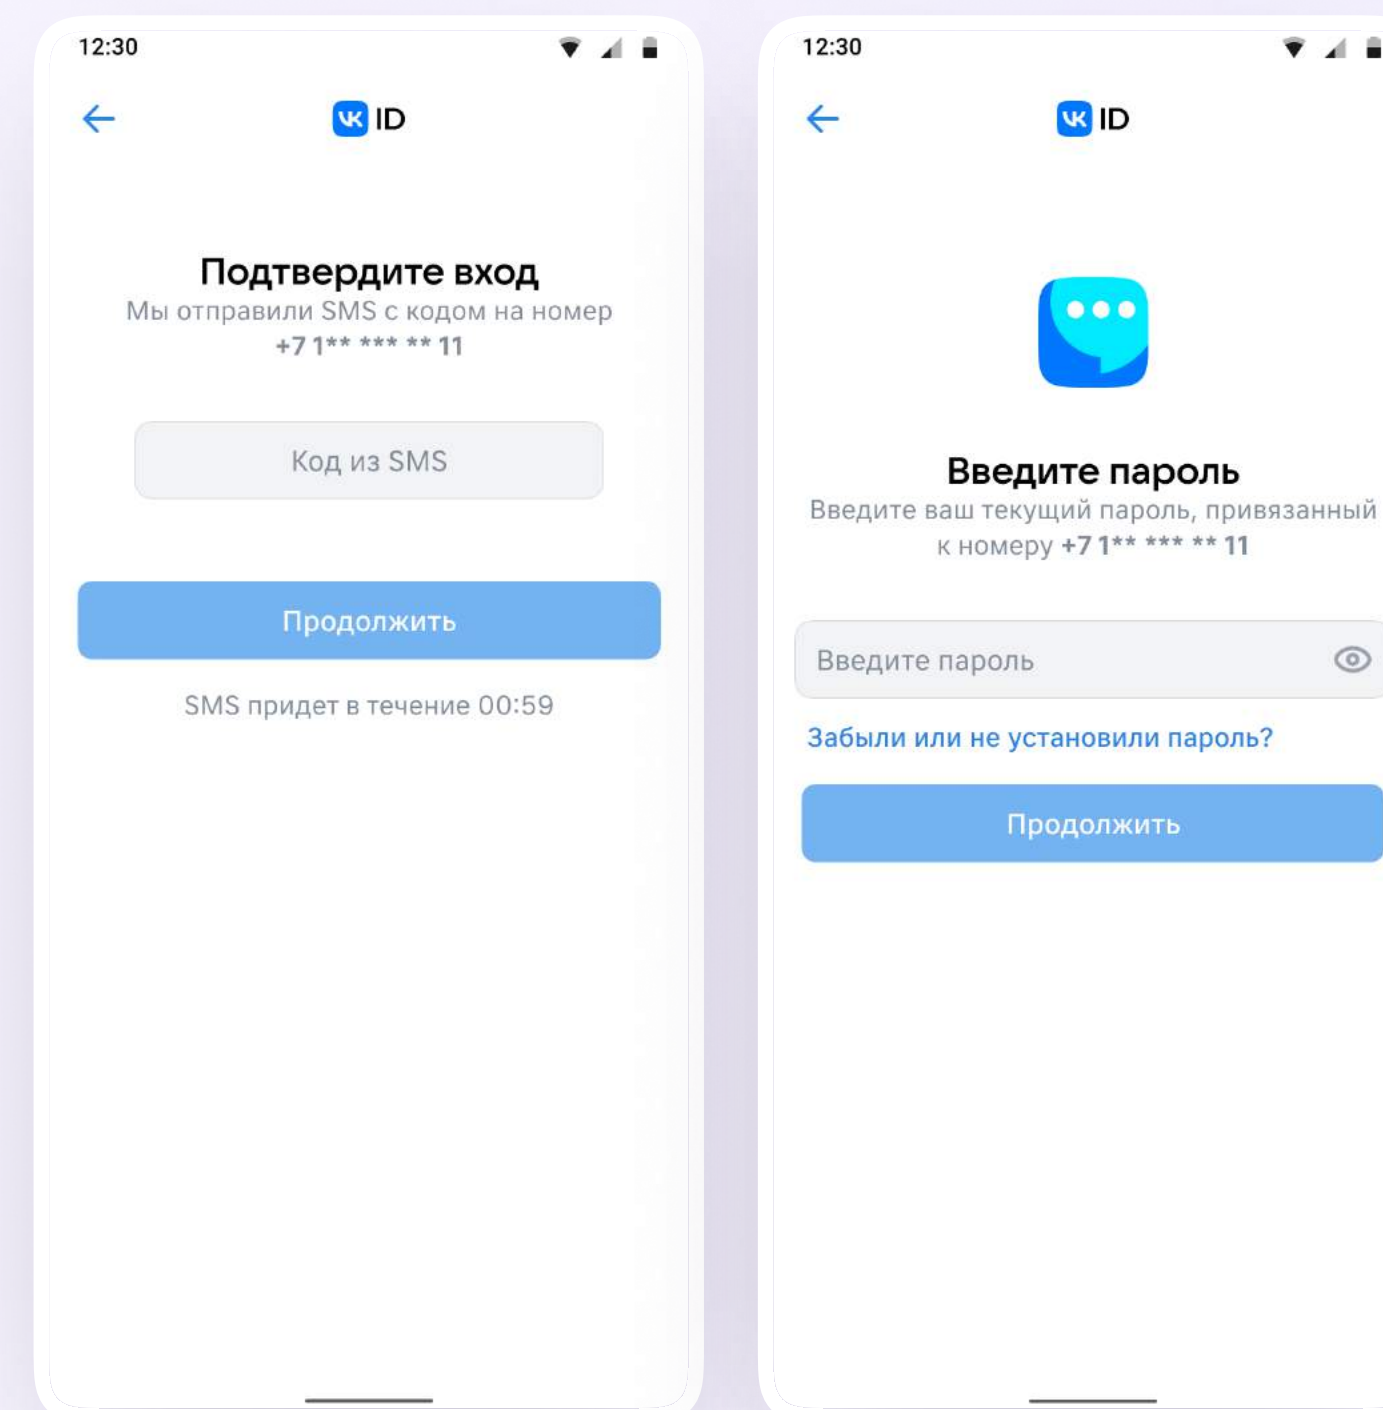 12:30
VK ID
Подтвердите вход
Мы отправили SMS с кодом на номер
+7 1** *** ** 11
Код из SMS
Продолжить
SMS придет в течение 00:59
12:30
VK ID
Введите пароль
Введите ваш текущий пароль, привязанный
к номеру +7 1** *** ** 11
Введите пароль
Забыли или не установили пароль?
Продолжить